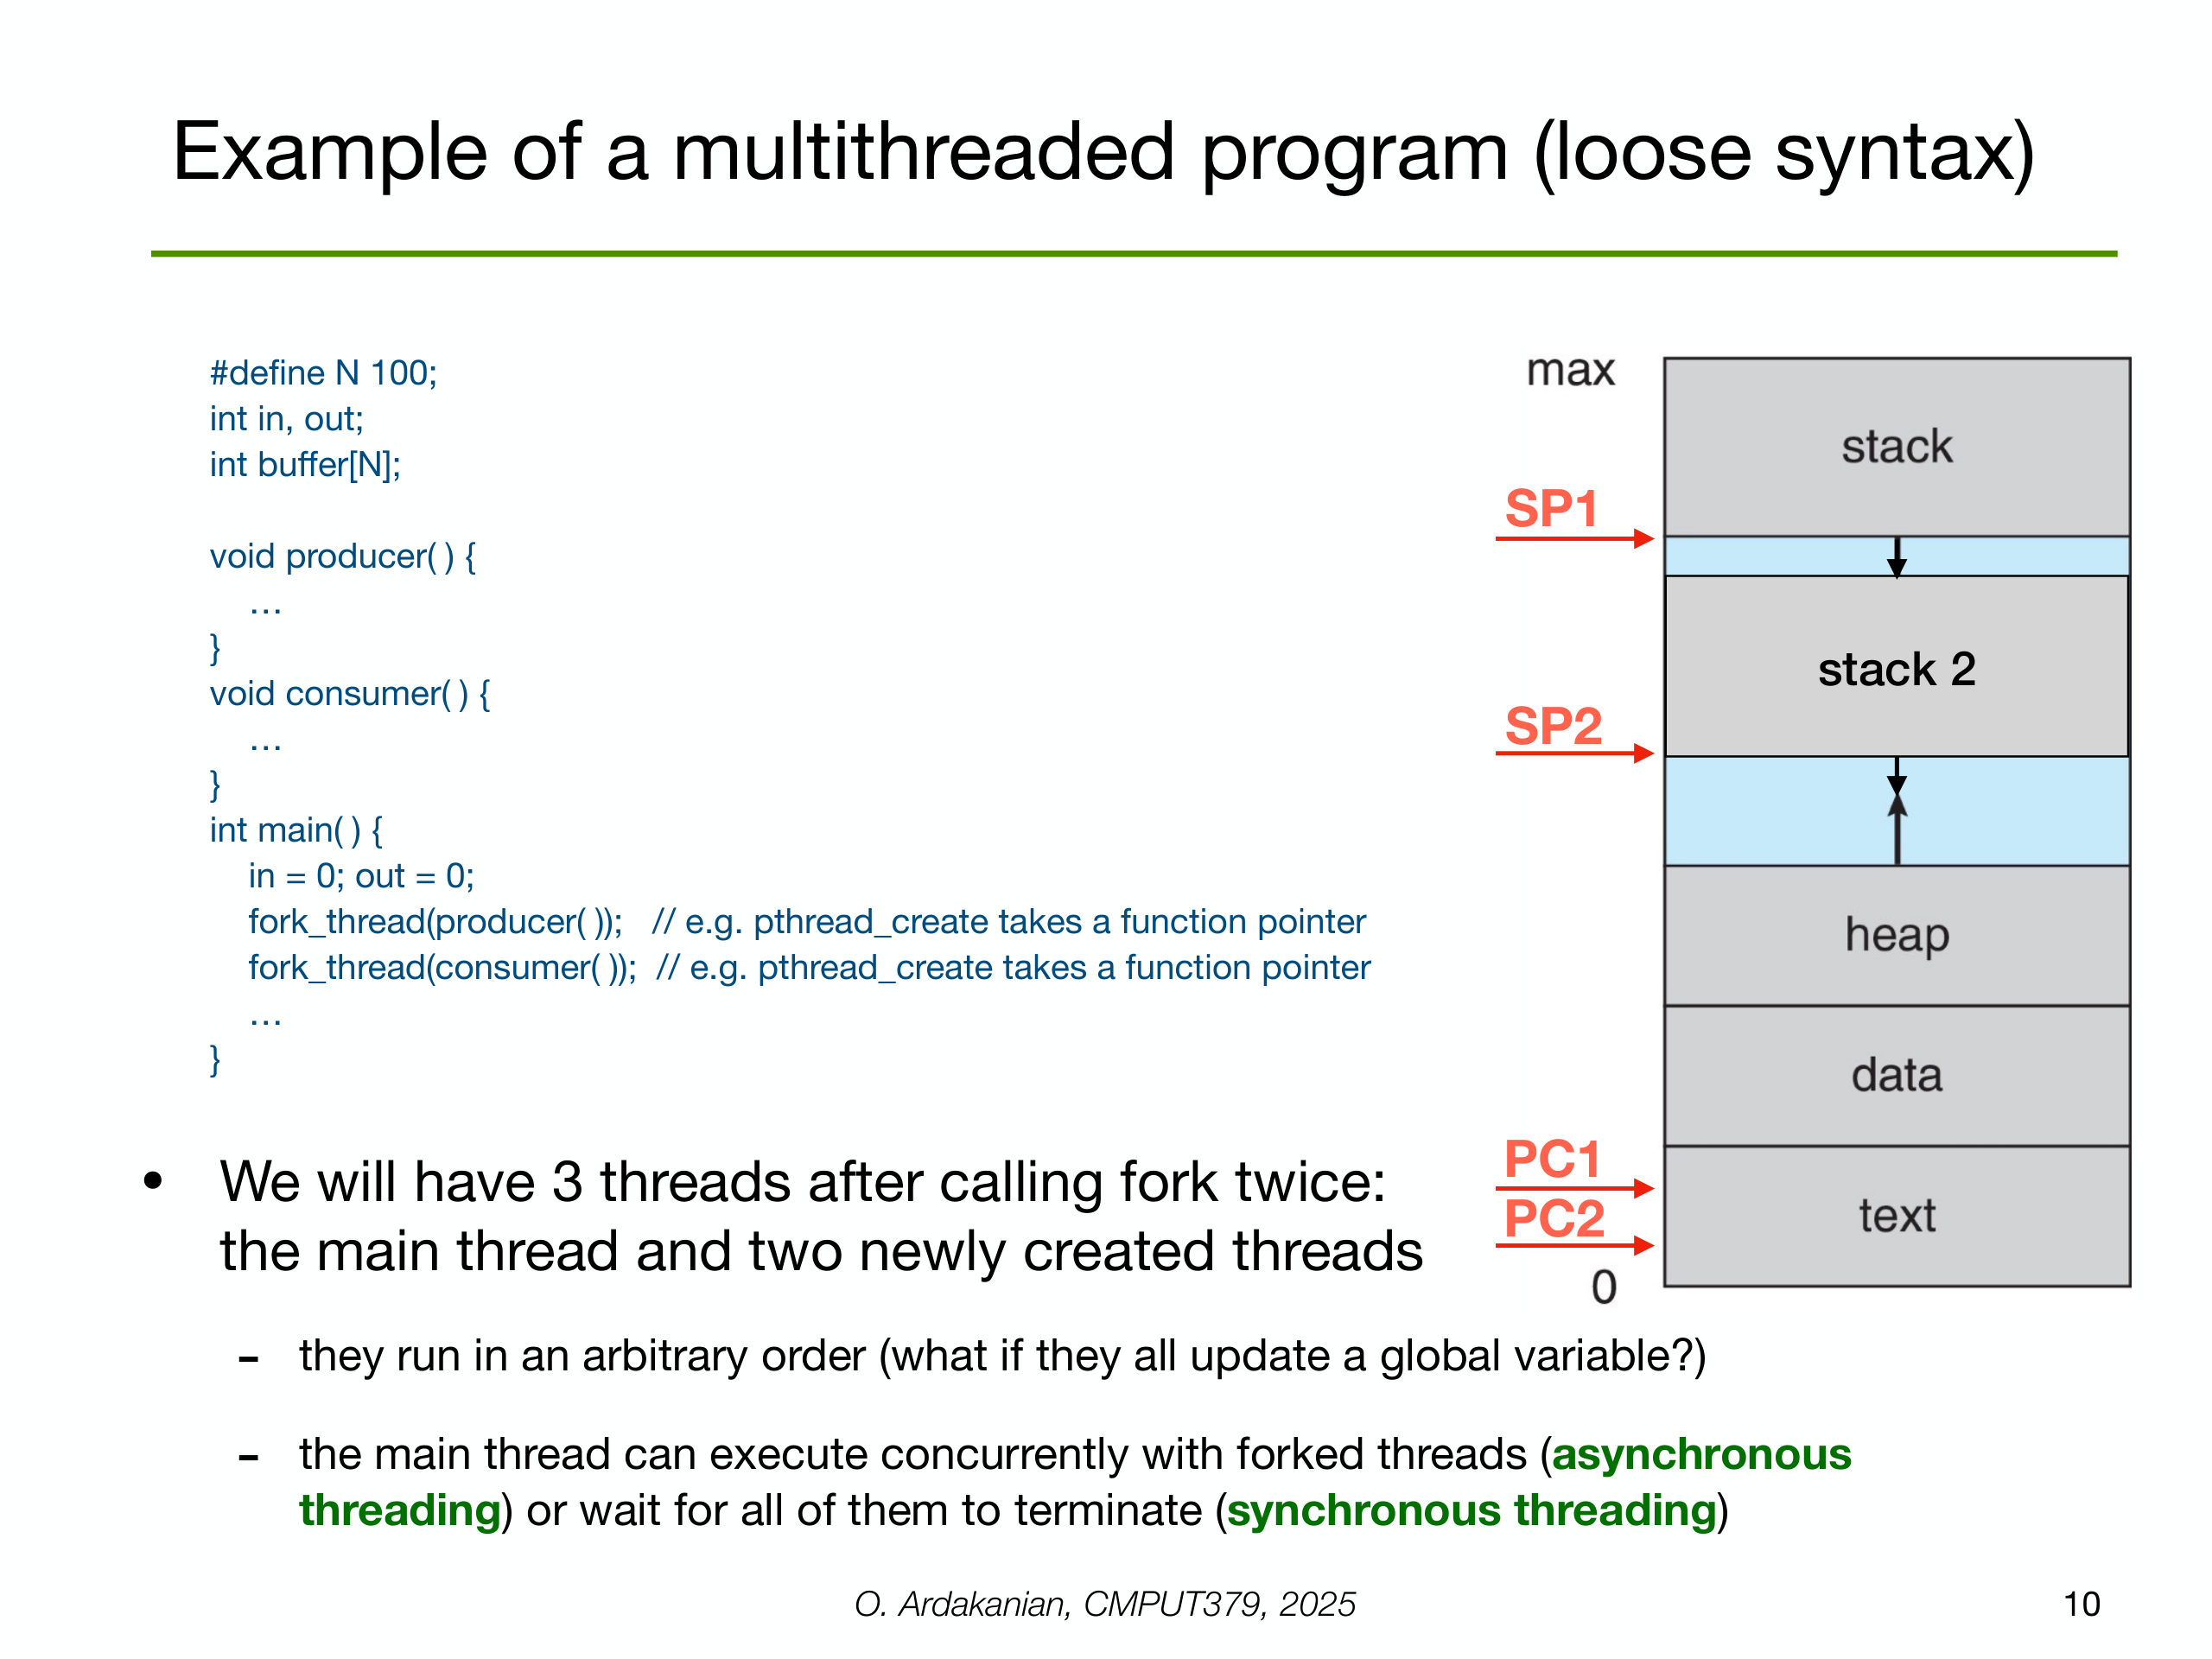 Example of a multithreaded program (loose syntax)
#define N 100;
int in, out;
int buffer[N];
void producer( ) {
…
}
void consumer( ) {
…
}
int main( ) {
in = 0; out = 0;
fork_thread(producer( )); // e.g. pthread_create takes a function pointer
fork_thread(consumer( )); // e.g. pthread_create takes a function pointer
…
}
max
stack
SP1
stack 2
SP2
heap
data
PC1
PC2
text
0
• We will have 3 threads after calling fork twice:
the main thread and two newly created threads
- they run in an arbitrary order (what if they all update a global variable?)
- the main thread can execute concurrently with forked threads (asynchronous
threading) or wait for all of them to terminate (synchronous threading)
O. Ardakanian, CMPUT379, 2025
10